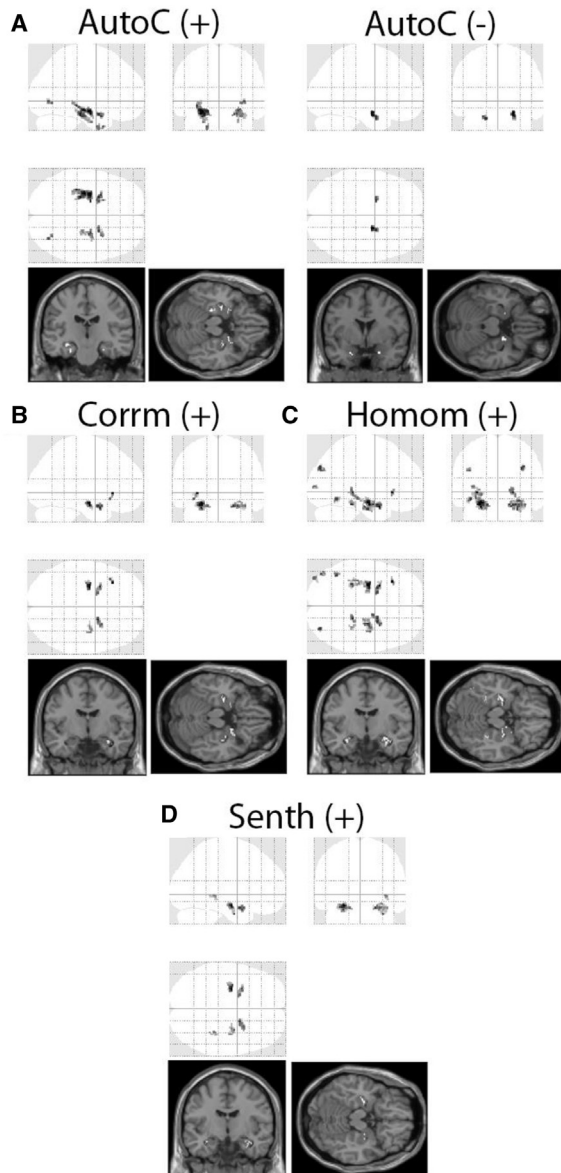 A AutoC (+) AutoC (-)
B Corrm (+) C Homom (+)
D Senth (+)